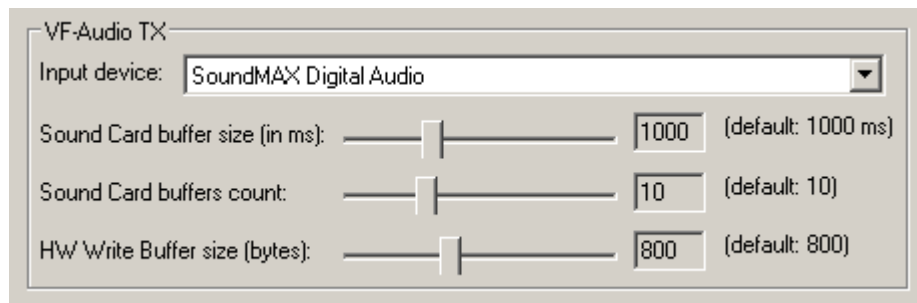 VF-Audio TX
Input device: SoundMAX Digital Audio
Sound Card buffer size (in ms): 1000 (default: 1000 ms)
Sound Card buffers count: 10 (default: 10)
HW Write Buffer size (bytes): 800 (default: 800)